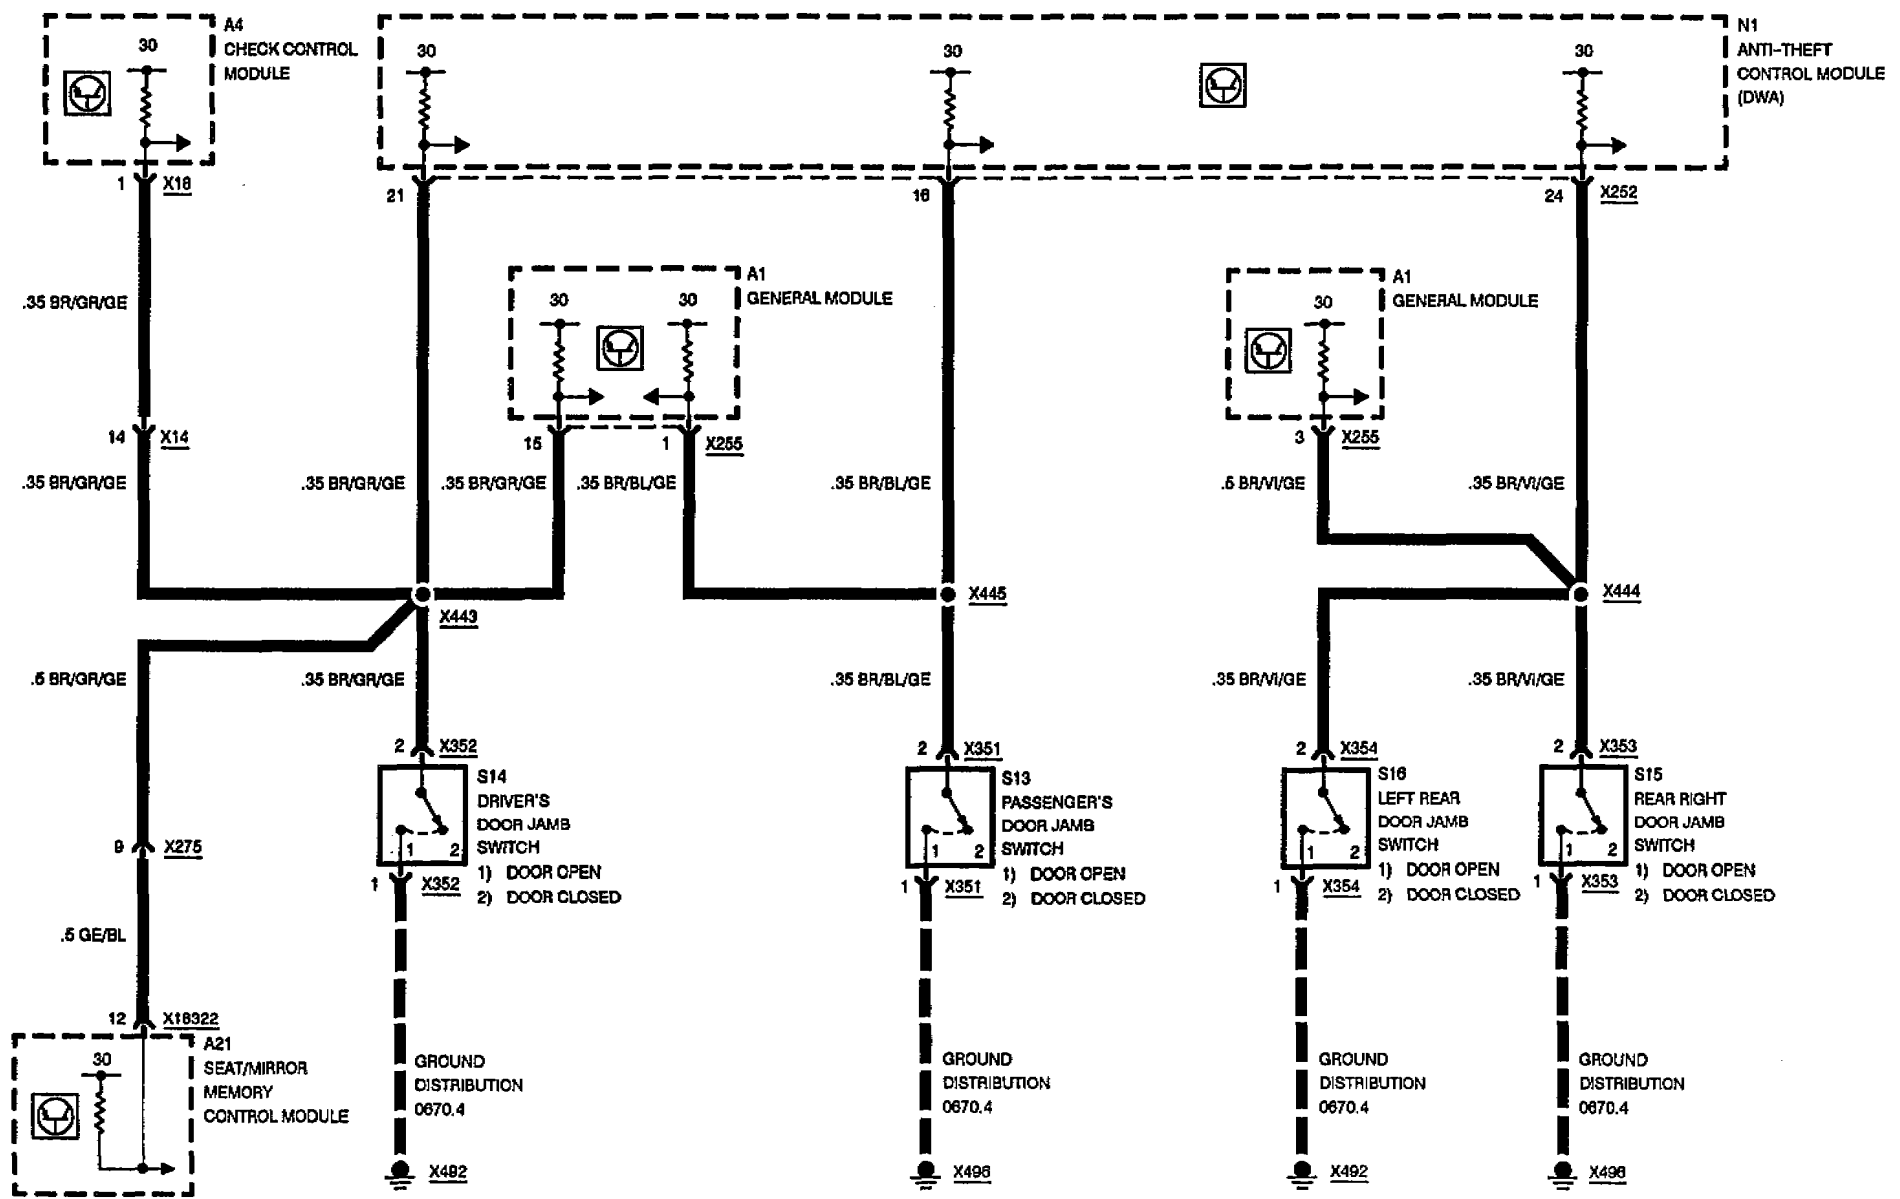 A4
CHECK CONTROL
MODULE
30
30
30
30
N1
ANTI-THEFT
CONTROL MODULE
(DWA)
1
X18
21
16
24
X252
.35 BR/GR/GE
A1
GENERAL MODULE
30
30
A1
GENERAL MODULE
30
14
X14
15
1
X255
3
X255
.35 BR/GR/GE
.35 BR/GR/GE
.35 BR/GR/GE
.35 BR/BL/GE
.35 BR/BL/GE
.5 BR/VI/GE
.35 BR/VI/GE
X443
X445
X444
.5 BR/GR/GE
.35 BR/GR/GE
.35 BR/BL/GE
.35 BR/VI/GE
.35 BR/VI/GE
2
X352
2
X351
2
X354
2
X353
S14
DRIVER'S
DOOR JAMB
SWITCH
1) DOOR OPEN
2) DOOR CLOSED
1
2
S13
PASSENGER'S
DOOR JAMB
SWITCH
1) DOOR OPEN
2) DOOR CLOSED
1
2
S16
LEFT REAR
DOOR JAMB
SWITCH
1) DOOR OPEN
2) DOOR CLOSED
1
2
S15
REAR RIGHT
DOOR JAMB
SWITCH
1) DOOR OPEN
2) DOOR CLOSED
1
2
9
X275
1
X352
1
X351
1
X354
1
X353
.5 GE/BL
12
X18322
A21
SEAT/MIRROR
MEMORY
CONTROL MODULE
30
GROUND
DISTRIBUTION
0670.4
GROUND
DISTRIBUTION
0670.4
GROUND
DISTRIBUTION
0670.4
GROUND
DISTRIBUTION
0670.4
X492
X496
X492
X496